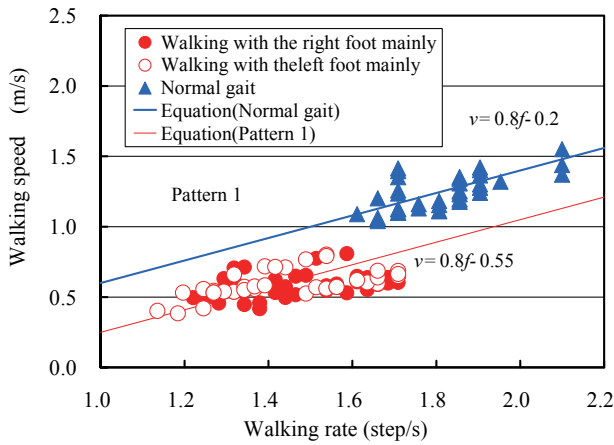 2.5
2.0
1.5
1.0
0.5
0.0
Walking speed (m/s)
Walking with the right foot mainly
Walking with theleft foot mainly
Normal gait
Equation(Normal gait)
Equation(Pattern 1)
v = 0.8f - 0.2
Pattern 1
v = 0.8f - 0.55
1.0 1.2 1.4 1.6 1.8 2.0 2.2
Walking rate (step/s)